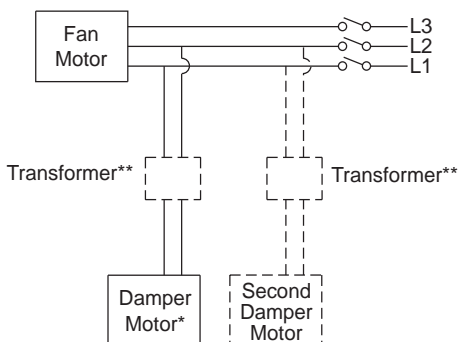 Fan
Motor
L3
L2
L1
Transformer**
Transformer**
Damper
Motor*
Second
Damper
Motor